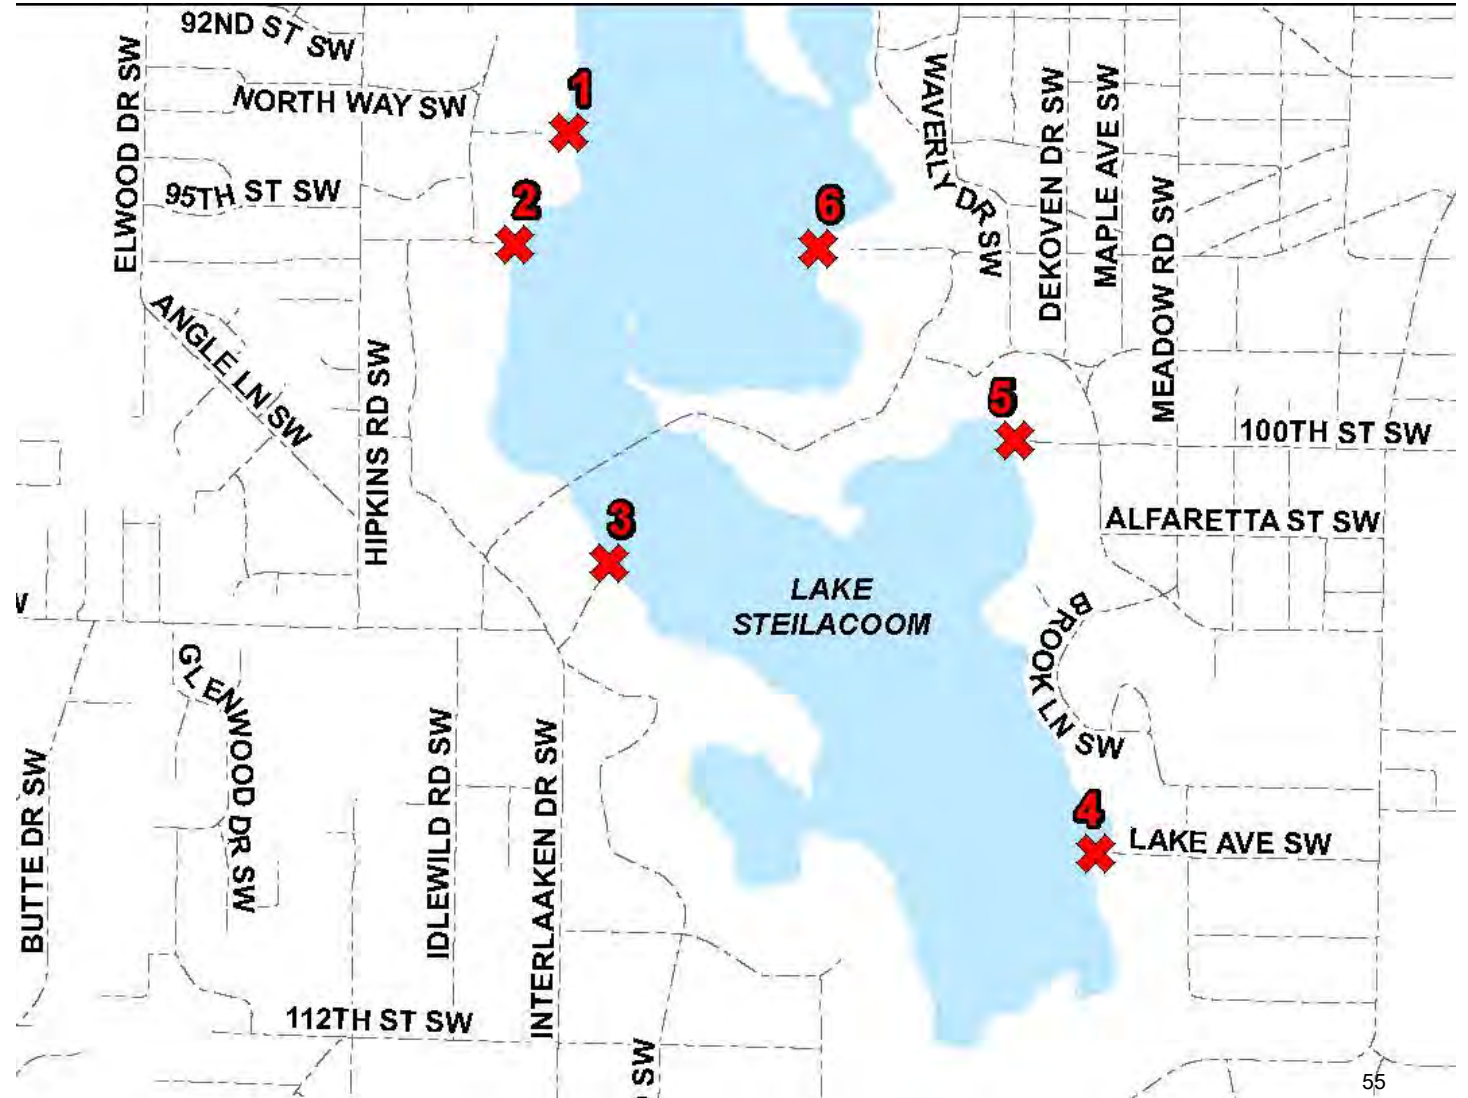 92ND ST SW
NORTH WAY SW
1
ELWOOD DR SW
95TH ST SW
2
6
WAVERLY DR SW
DEKOVEN DR SW
MAPLE AVE SW
MEADOW RD SW
ANGLE LN SW
HIPKINS RD SW
5
100TH ST SW
3
ALFARETTA ST SW
LAKE
STEILACOOM
BROOK LN SW
GLENWOOD DR SW
BUTTE DR SW
IDLEWILD RD SW
INTERLAAKEN DR SW
4
LAKE AVE SW
112TH ST SW
SW
55